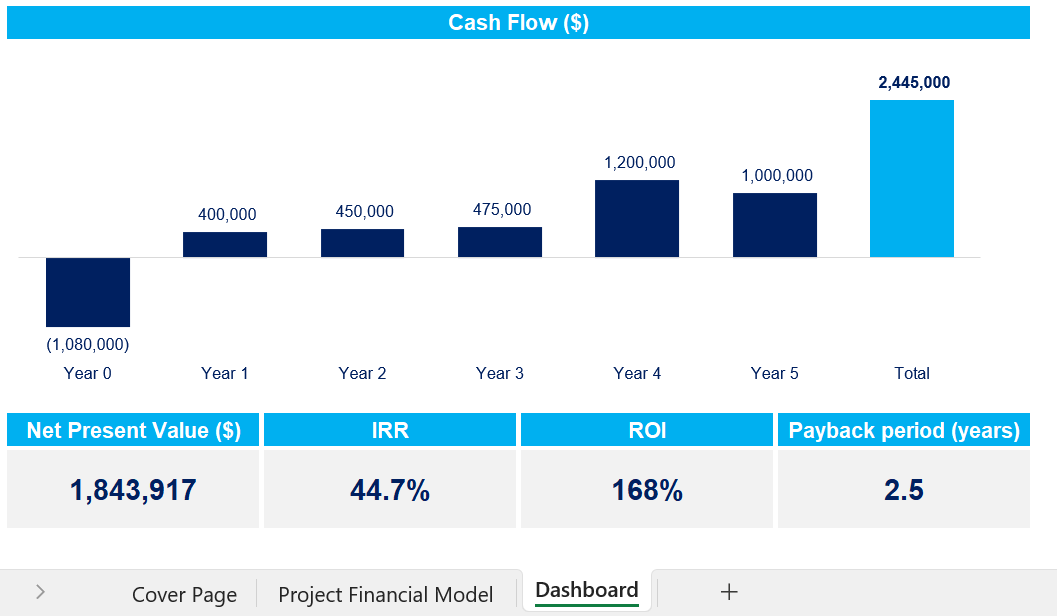 Cash Flow ($)
2,445,000
1,200,000
1,000,000
400,000
450,000
475,000
(1,080,000)
Year 0 Year 1 Year 2 Year 3 Year 4 Year 5 Total
Net Present Value ($) IRR ROI Payback period (years)
1,843,917 44.7% 168% 2.5
Cover Page Project Financial Model Dashboard